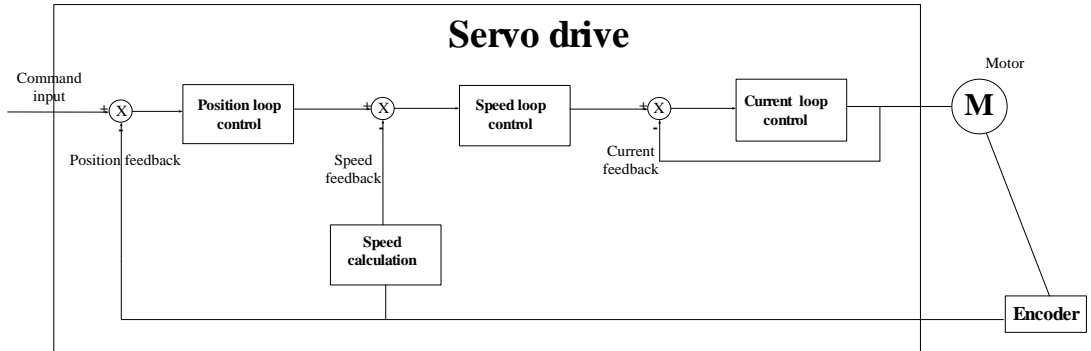 Servo drive
Command
input
+
X
-
Position feedback
Position loop
control
+
X
-
Speed
feedback
Speed
calculation
Speed loop
control
+
X
-
Current
feedback
Current loop
control
Motor
M
Encoder